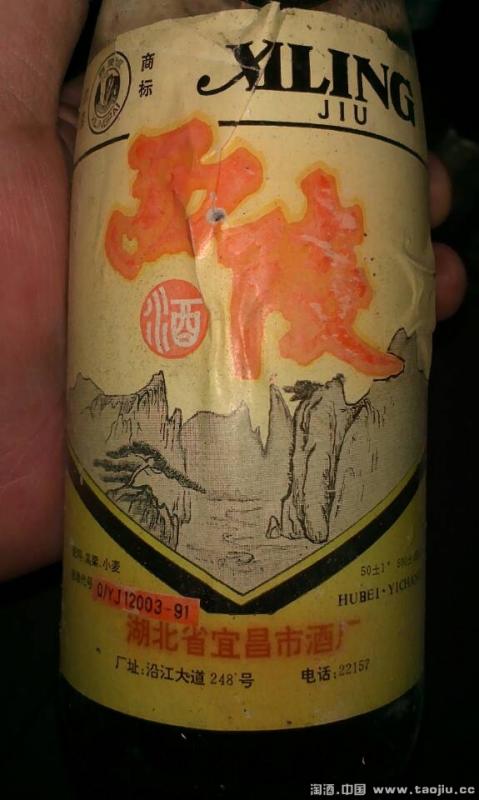 商标
XILING
JIU
西陵
酒
原料:高粱.小麦
50±1° 500±
Q/YJ12003-91
HUBEI·YICHANG
湖北省宜昌市酒厂
厂址:沿江大道248号 电话:22157
淘酒.中国 www.taojiu.cc